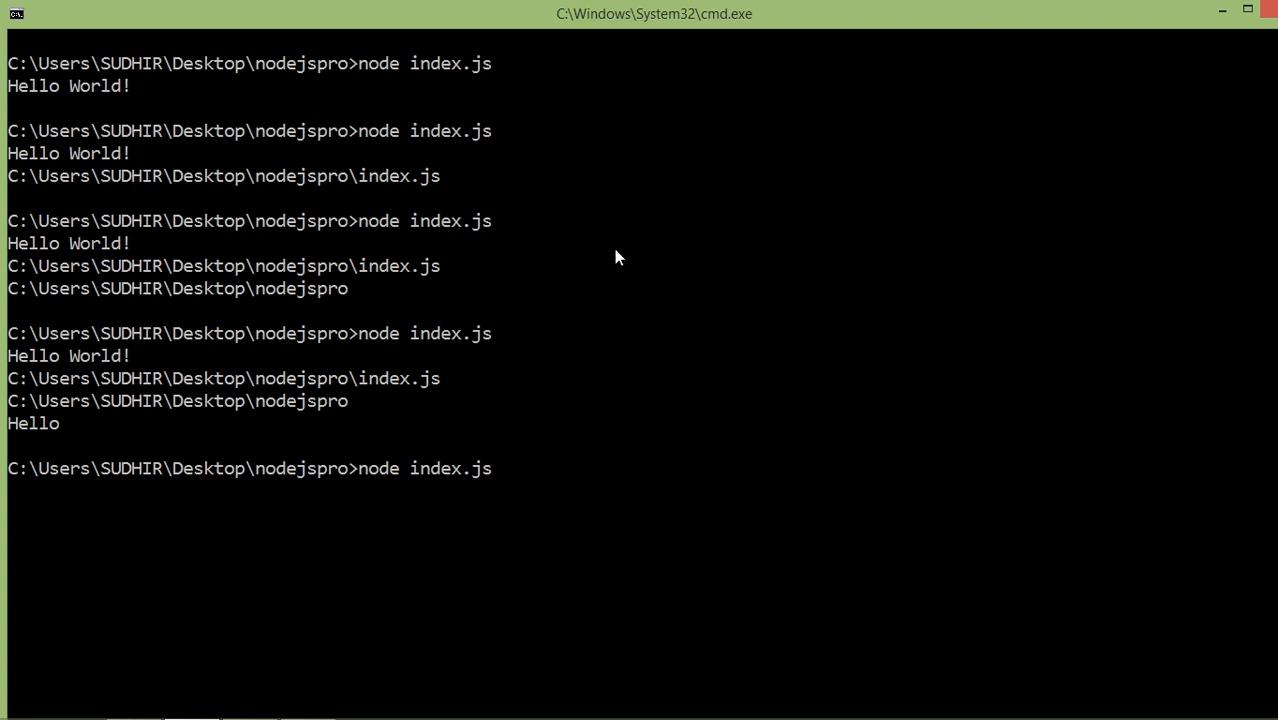 C:\Windows\System32\cmd.exe
C:\Users\SUDHIR\Desktop\nodejspro>node index.js
Hello World!
C:\Users\SUDHIR\Desktop\nodejspro>node index.js
Hello World!
C:\Users\SUDHIR\Desktop\nodejspro\index.js
C:\Users\SUDHIR\Desktop\nodejspro>node index.js
Hello World!
C:\Users\SUDHIR\Desktop\nodejspro\index.js
C:\Users\SUDHIR\Desktop\nodejspro
C:\Users\SUDHIR\Desktop\nodejspro>node index.js
Hello World!
C:\Users\SUDHIR\Desktop\nodejspro\index.js
C:\Users\SUDHIR\Desktop\nodejspro
Hello
C:\Users\SUDHIR\Desktop\nodejspro>node index.js